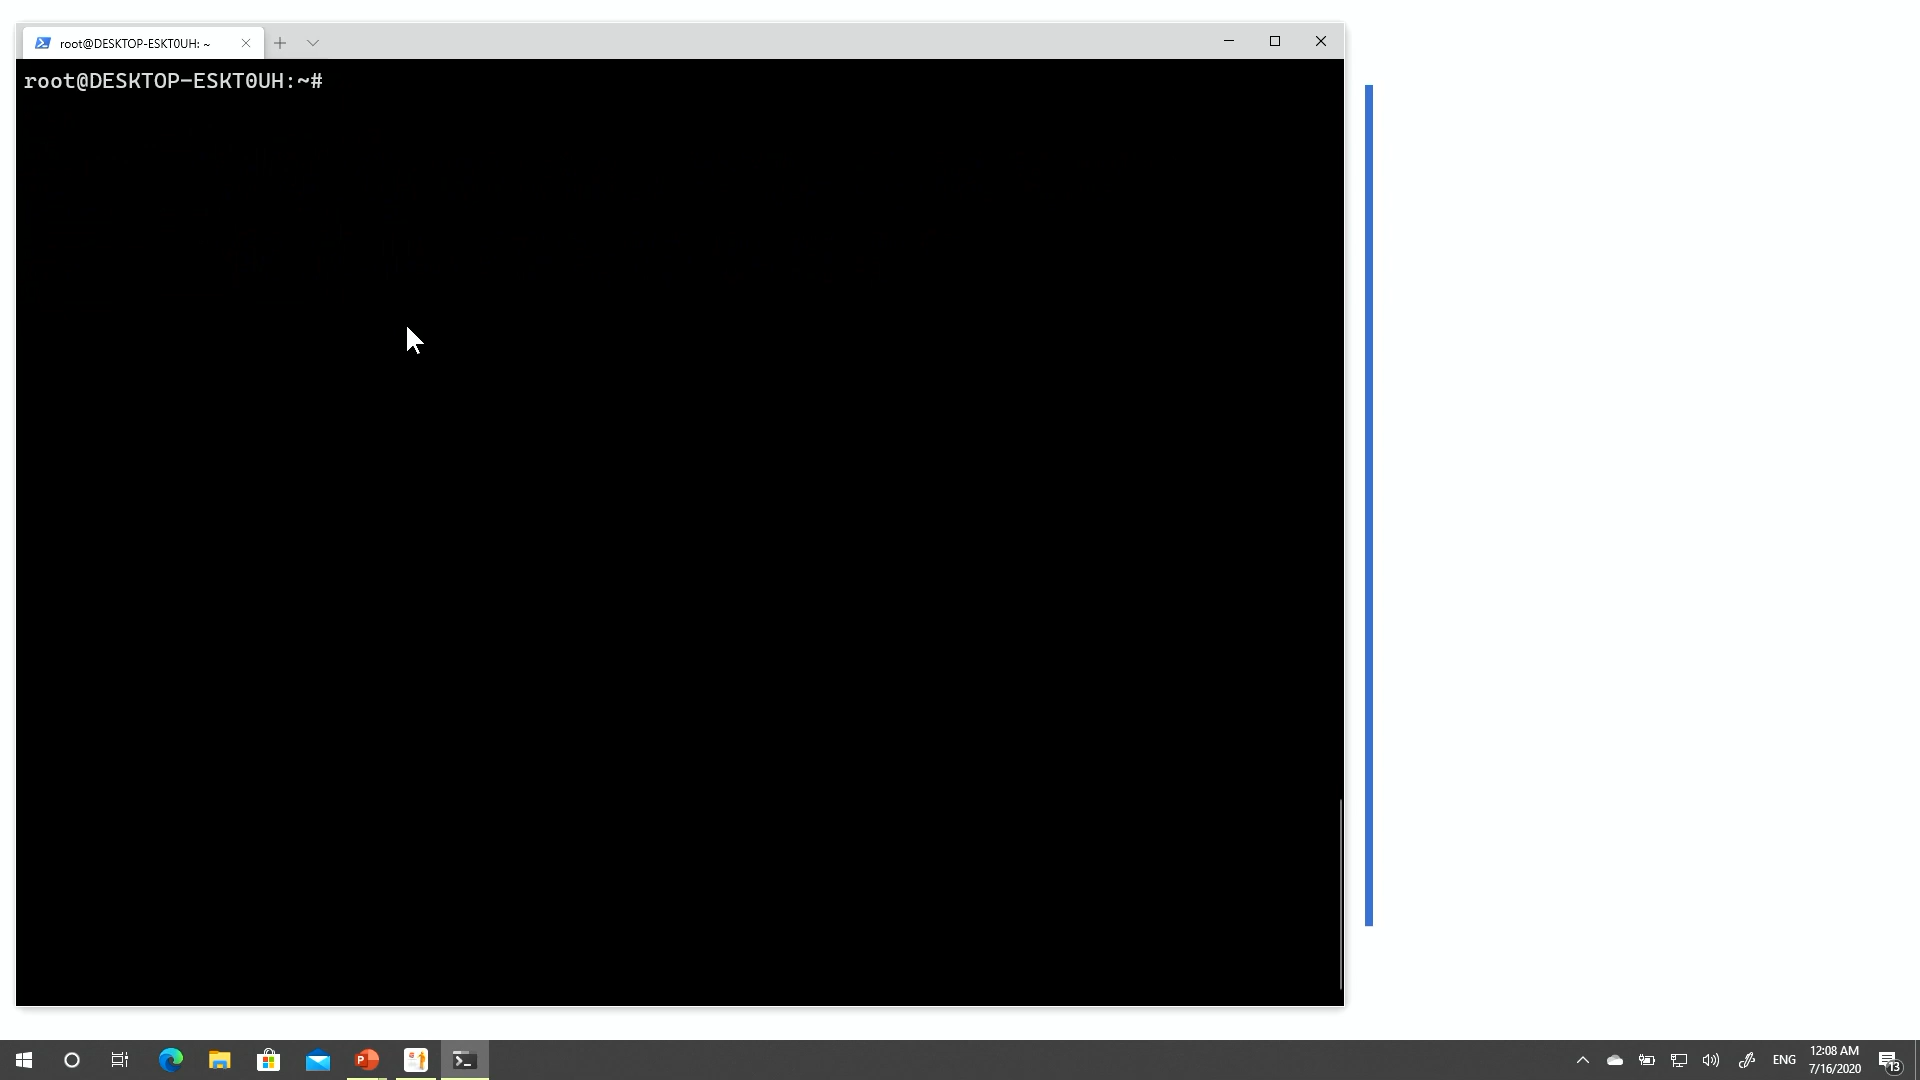 root@DESKTOP-ESKT0UH: ~
root@DESKTOP-ESKT0UH:~#
ENG
12:08 AM
7/16/2020
13